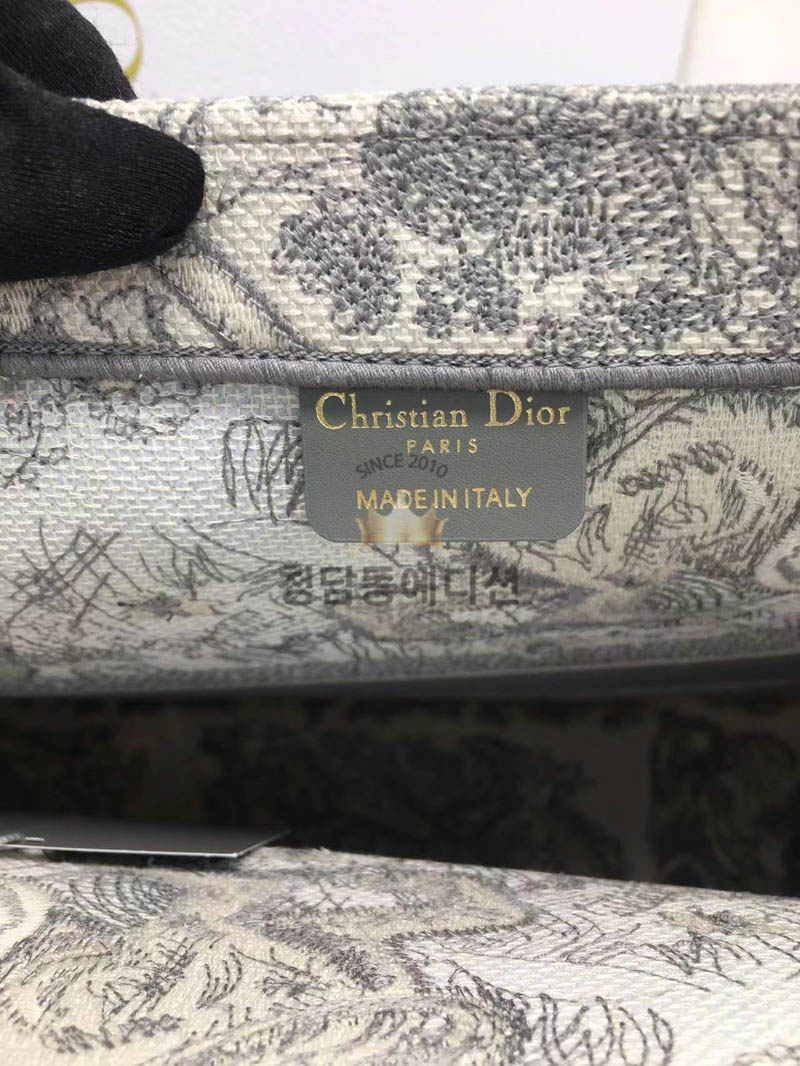 Christian Dior
PARIS
SINCE 2010
MADE IN ITALY
청담동에디션